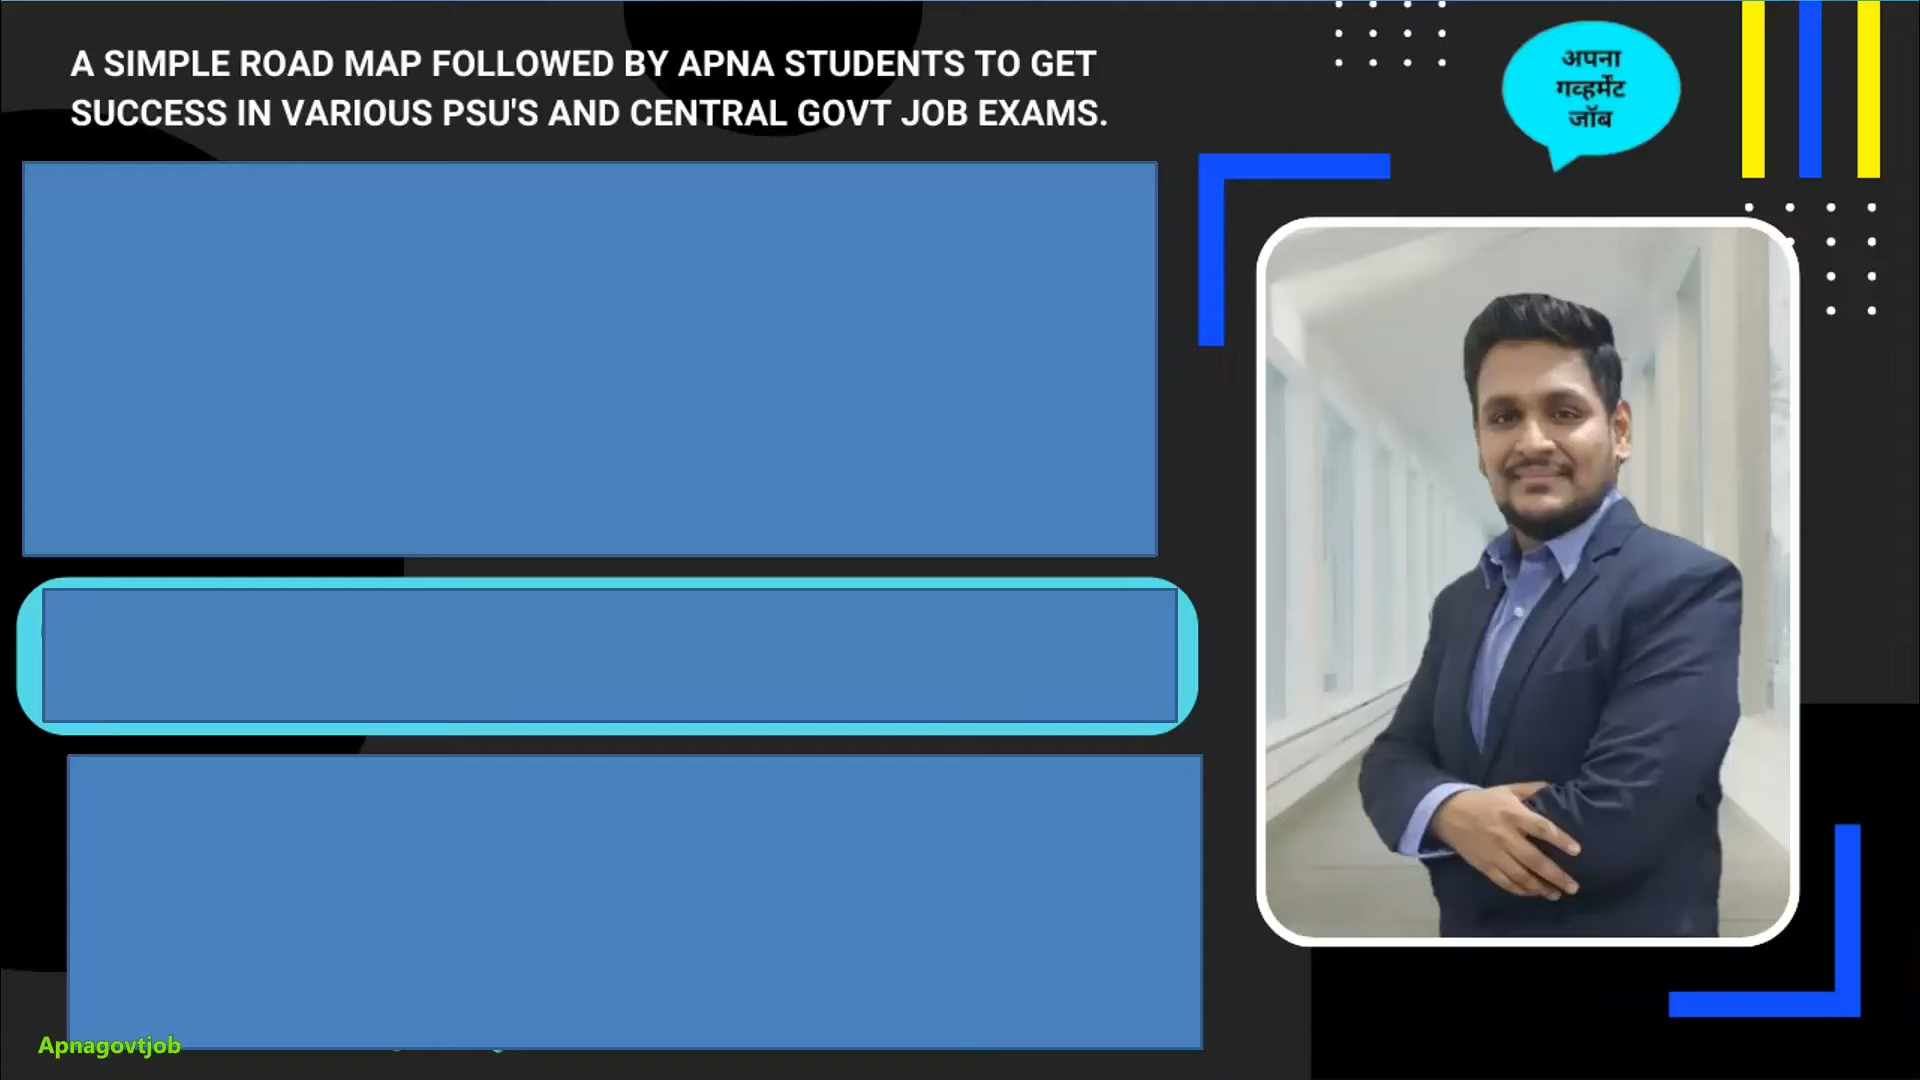 A SIMPLE ROAD MAP FOLLOWED BY APNA STUDENTS TO GET
SUCCESS IN VARIOUS PSU'S AND CENTRAL GOVT JOB EXAMS.
अपना
गव्हर्मेंट
जॉब
Apnagovtjob